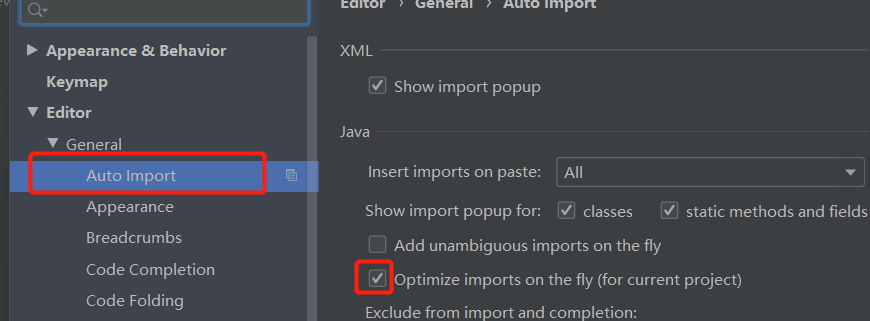 Editor › General › Auto Import
Appearance & Behavior
Keymap
Editor
General
Auto Import
Appearance
Breadcrumbs
Code Completion
Code Folding
XML
Show import popup
Java
Insert imports on paste: All
Show import popup for: classes static methods and fields
Add unambiguous imports on the fly
Optimize imports on the fly (for current project)
Exclude from import and completion: